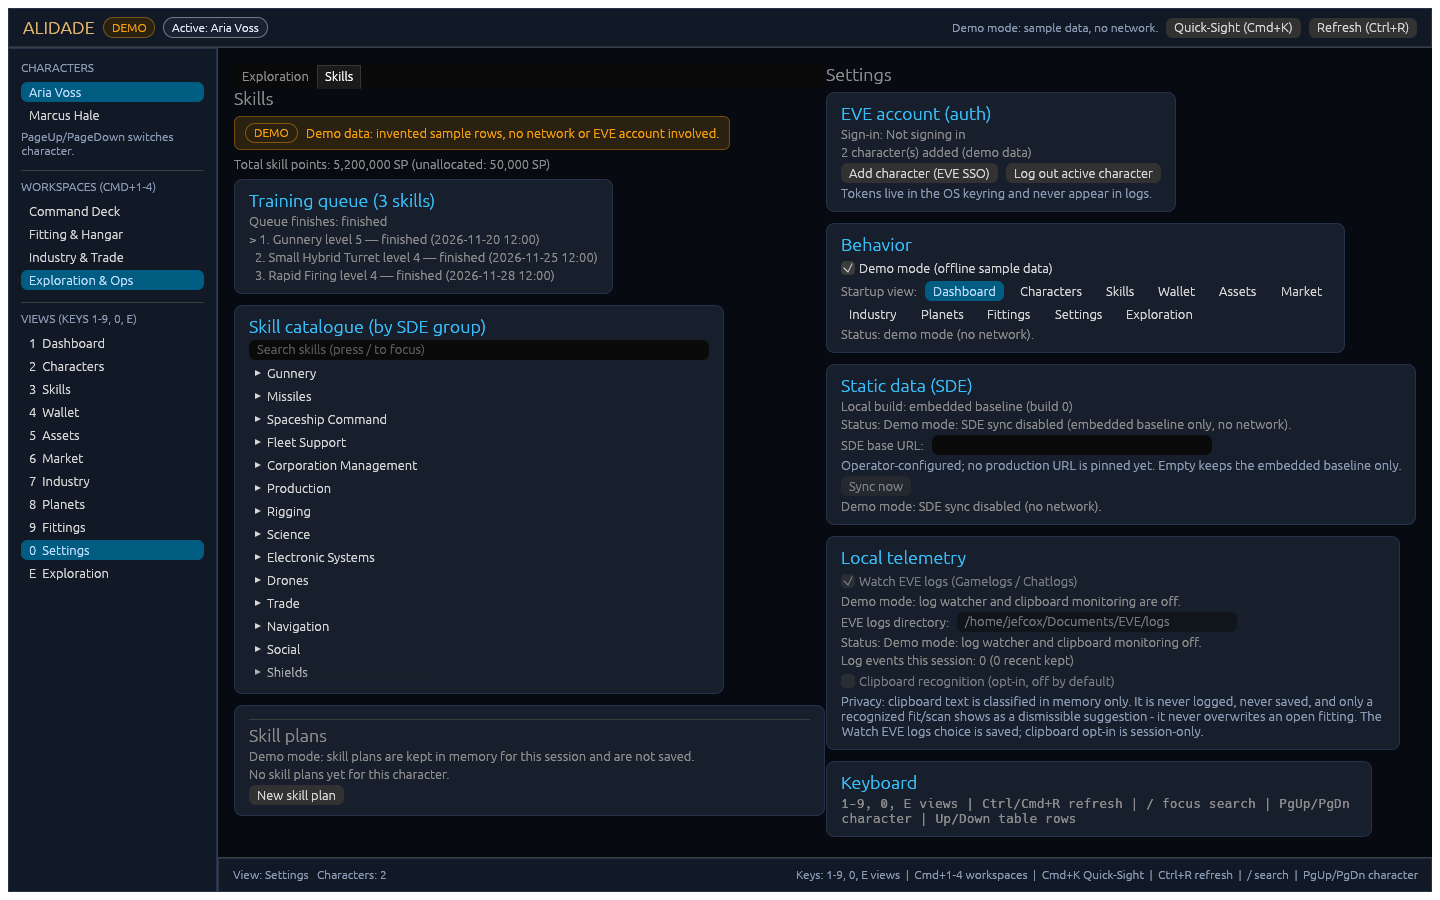 ALIDADE DEMO Active: Aria Voss Demo mode: sample data, no network. Quick-Sight (Cmd+K) Refresh (Ctrl+R)
CHARACTERS
Aria Voss
Marcus Hale
PageUp/PageDown switches
character.
WORKSPACES (CMD+1-4)
Command Deck
Fitting & Hangar
Industry & Trade
Exploration & Ops
VIEWS (KEYS 1-9, 0, E)
1 Dashboard
2 Characters
3 Skills
4 Wallet
5 Assets
6 Market
7 Industry
8 Planets
9 Fittings
0 Settings
E Exploration
Exploration Skills
Skills
DEMO Demo data: invented sample rows, no network or EVE account involved.
Total skill points: 5,200,000 SP (unallocated: 50,000 SP)
Training queue (3 skills)
Queue finishes: finished
> 1. Gunnery level 5 — finished (2026-11-20 12:00)
2. Small Hybrid Turret level 4 — finished (2026-11-25 12:00)
3. Rapid Firing level 4 — finished (2026-11-28 12:00)
Skill catalogue (by SDE group)
Search skills (press / to focus)
▸ Gunnery
▸ Missiles
▸ Spaceship Command
▸ Fleet Support
▸ Corporation Management
▸ Production
▸ Rigging
▸ Science
▸ Electronic Systems
▸ Drones
▸ Trade
▸ Navigation
▸ Social
▸ Shields
Skill plans
Demo mode: skill plans are kept in memory for this session and are not saved.
No skill plans yet for this character.
New skill plan
Settings
EVE account (auth)
Sign-in: Not signing in
2 character(s) added (demo data)
Add character (EVE SSO) Log out active character
Tokens live in the OS keyring and never appear in logs.
Behavior
Demo mode (offline sample data)
Startup view: Dashboard Characters Skills Wallet Assets Market
Industry Planets Fittings Settings Exploration
Status: demo mode (no network).
Static data (SDE)
Local build: embedded baseline (build 0)
Status: Demo mode: SDE sync disabled (embedded baseline only, no network).
SDE base URL:
Operator-configured; no production URL is pinned yet. Empty keeps the embedded baseline only.
Sync now
Demo mode: SDE sync disabled (no network).
Local telemetry
Watch EVE logs (Gamelogs / Chatlogs)
Demo mode: log watcher and clipboard monitoring are off.
EVE logs directory: /home/jefcox/Documents/EVE/logs
Status: Demo mode: log watcher and clipboard monitoring off.
Log events this session: 0 (0 recent kept)
Clipboard recognition (opt-in, off by default)
Privacy: clipboard text is classified in memory only. It is never logged, never saved, and only a
recognized fit/scan shows as a dismissible suggestion - it never overwrites an open fitting. The
Watch EVE logs choice is saved; clipboard opt-in is session-only.
Keyboard
1-9, 0, E views | Ctrl/Cmd+R refresh | / focus search | PgUp/PgDn
character | Up/Down table rows
View: Settings Characters: 2 Keys: 1-9, 0, E views | Cmd+1-4 workspaces | Cmd+K Quick-Sight | Ctrl+R refresh | / search | PgUp/PgDn character